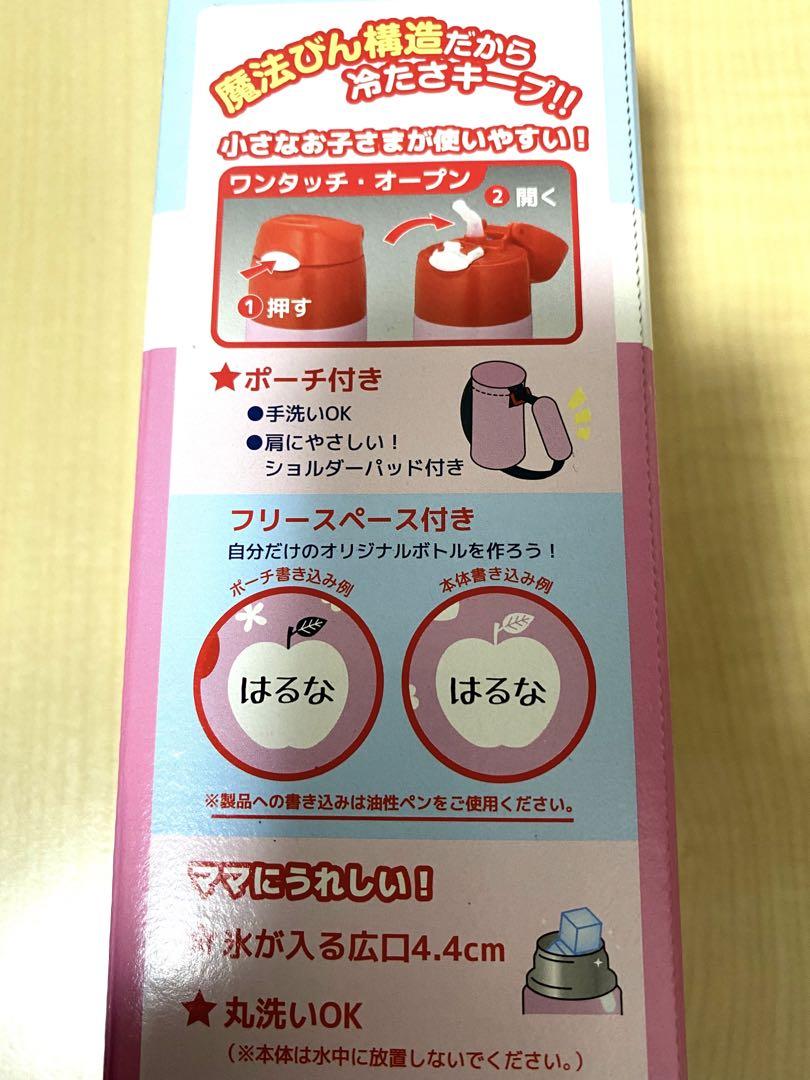 魔法びん構造だから
冷たさキープ!!
小さなお子さまが使いやすい！
ワンタッチ・オープン
②開く
①押す
★ポーチ付き
●手洗いOK
●肩にやさしい！
ショルダーパッド付き
フリースペース付き
自分だけのオリジナルボトルを作ろう！
ポーチ書き込み例
本体書き込み例
はるな
はるな
※製品への書き込みは油性ペンをご使用ください。
ママにうれしい！
★氷が入る広口4.4cm
★丸洗いOK
（※本体は水中に放置しないでください。）